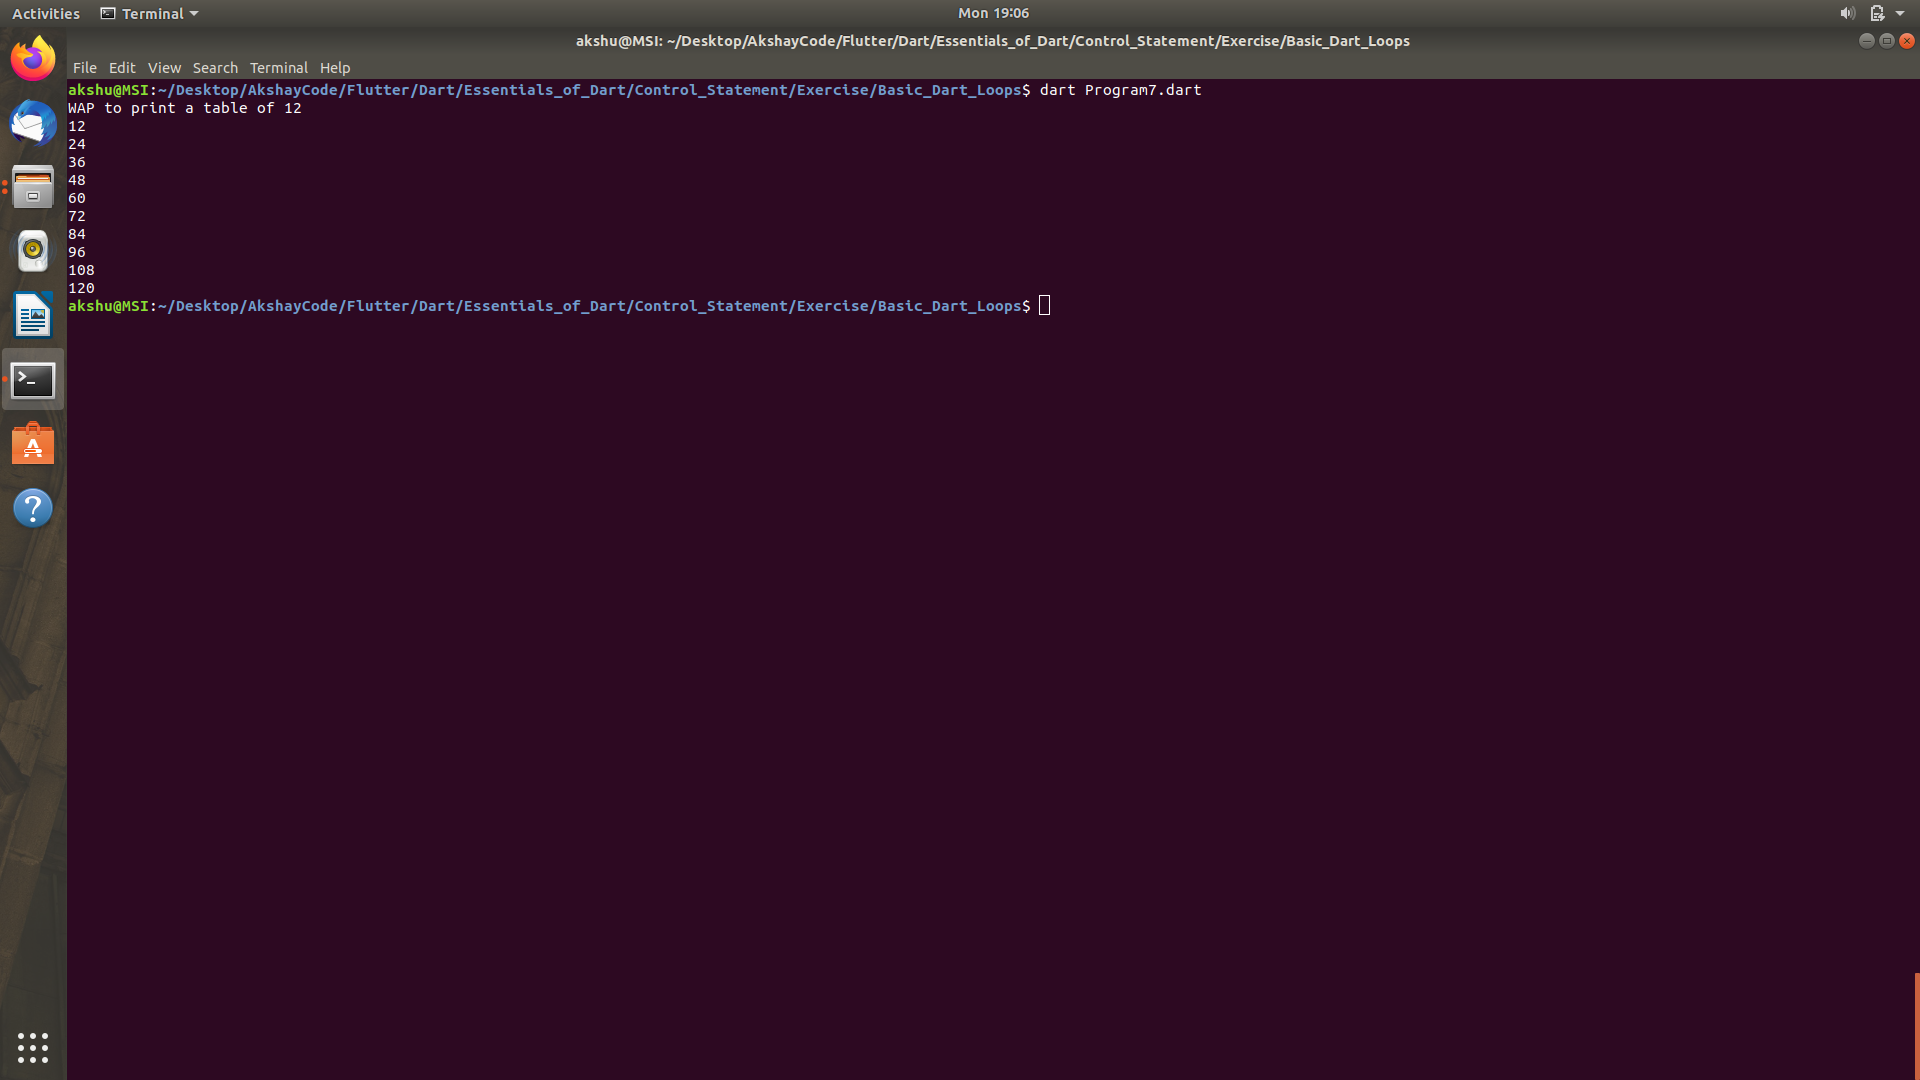 Activities Terminal Mon 19:06
akshu@MSI: ~/Desktop/AkshayCode/Flutter/Dart/Essentials_of_Dart/Control_Statement/Exercise/Basic_Dart_Loops
File Edit View Search Terminal Help
akshu@MSI:~/Desktop/AkshayCode/Flutter/Dart/Essentials_of_Dart/Control_Statement/Exercise/Basic_Dart_Loops$ dart Program7.dart
WAP to print a table of 12
12
24
36
48
60
72
84
96
108
120
akshu@MSI:~/Desktop/AkshayCode/Flutter/Dart/Essentials_of_Dart/Control_Statement/Exercise/Basic_Dart_Loops$